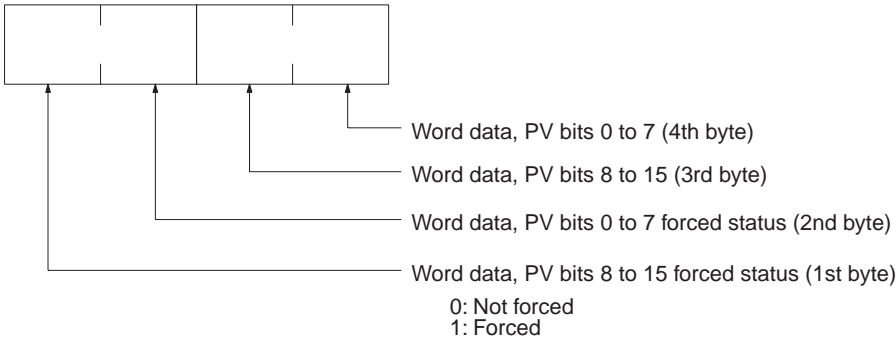 Word data, PV bits 0 to 7 (4th byte)
Word data, PV bits 8 to 15 (3rd byte)
Word data, PV bits 0 to 7 forced status (2nd byte)
Word data, PV bits 8 to 15 forced status (1st byte)
0: Not forced
1: Forced